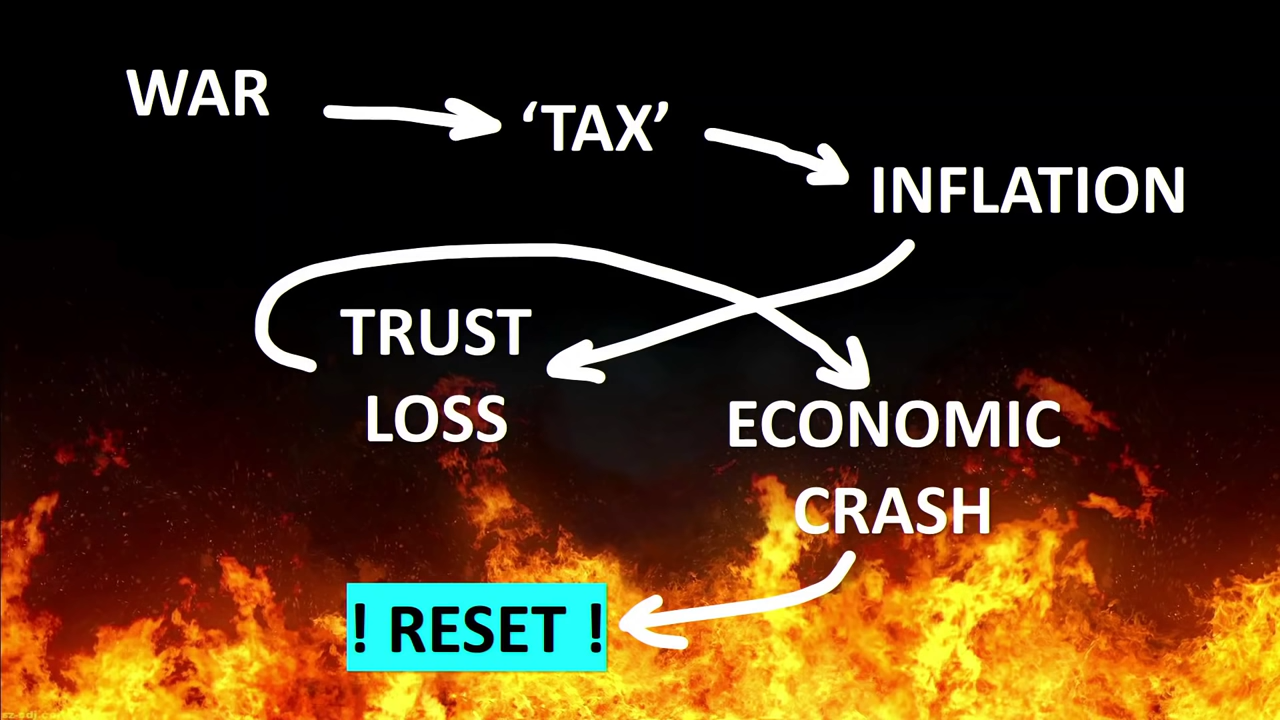 WAR
‘TAX’
INFLATION
TRUST
LOSS
ECONOMIC
CRASH
! RESET !